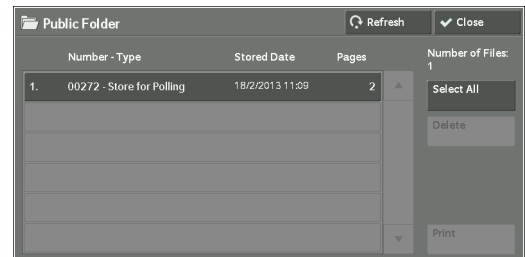 Public Folder
Refresh
Close
Number - Type
Stored Date
Pages
Number of Files:
1
1. 00272 - Store for Polling 18/2/2013 11:09 2
Select All
Delete
Print